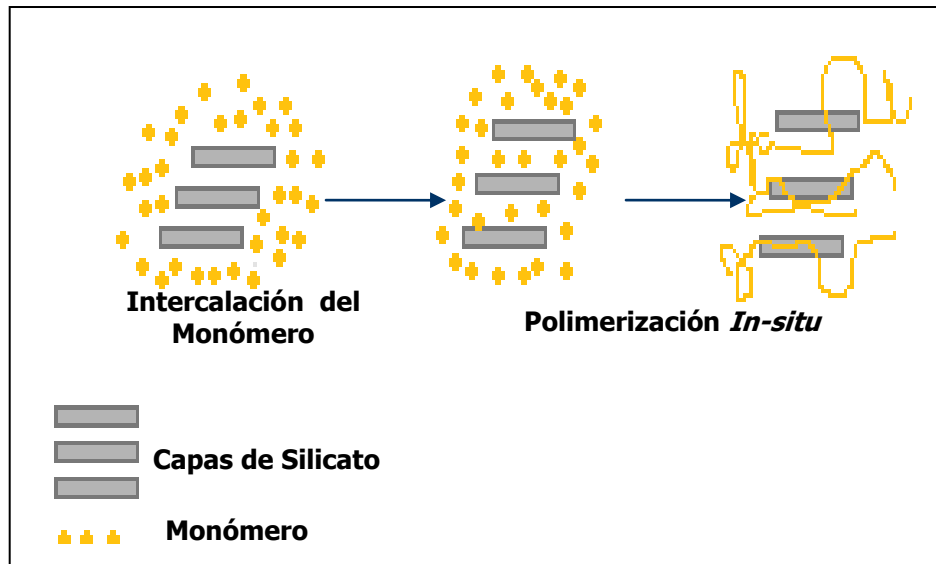 Intercalación del
Monómero
Polimerización In-situ
Capas de Silicato
Monómero